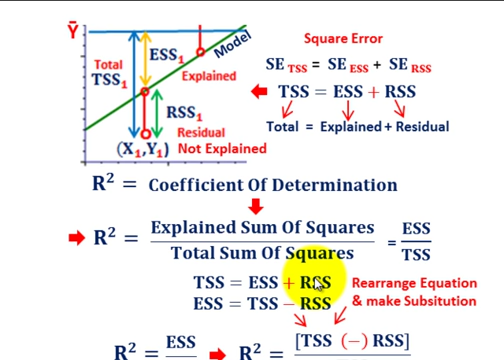 Ȳ
Model
Total
TSS₁
ESS₁
Explained
RSS₁
Residual
(X₁,Y₁) Not Explained
Square Error
SE TSS = SE ESS + SE RSS
TSS = ESS + RSS
Total = Explained + Residual
R² = Coefficient Of Determination
R² = Explained Sum Of Squares / Total Sum Of Squares = ESS / TSS
TSS = ESS + RSS
ESS = TSS − RSS
Rearrange Equation
& make Subsitution
R² = ESS
R² = [TSS (−) RSS]